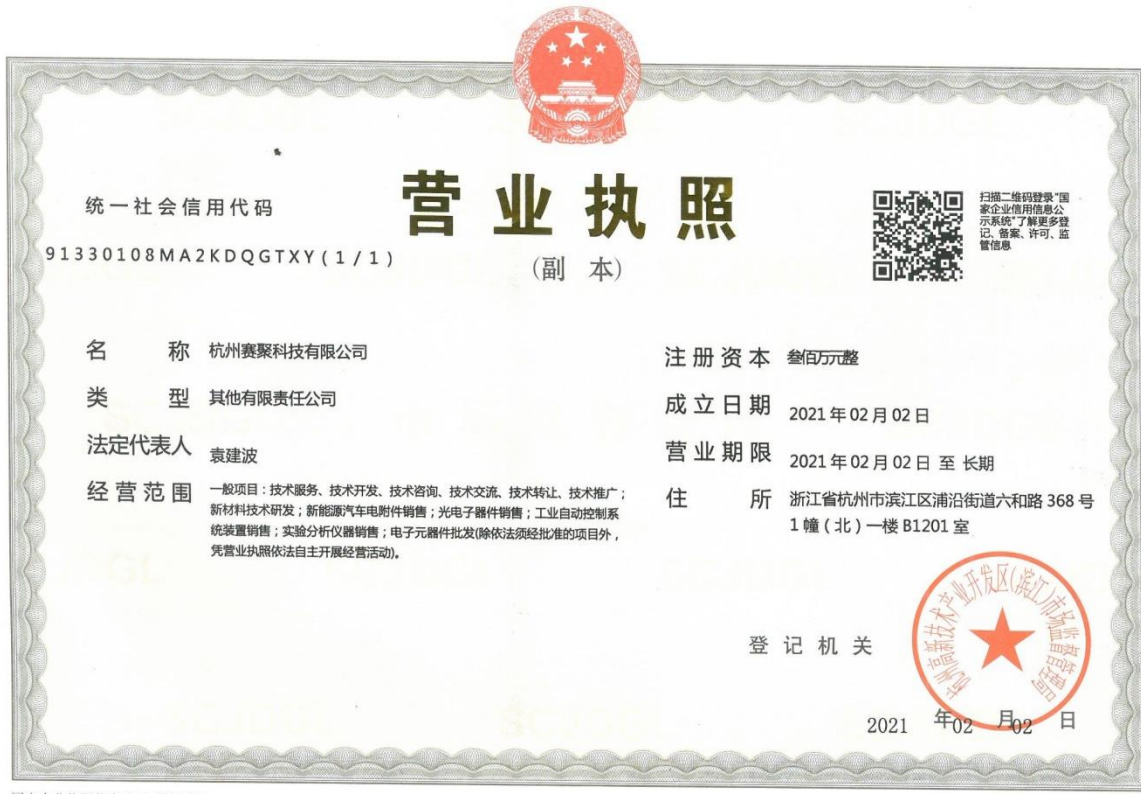 营业执照
(副 本)
统一社会信用代码
91330108MA2KDQGTXY(1/1)
扫描二维码登录“国
家企业信用信息公
示系统”了解更多登
记、备案、许可、监
管信息
名 称 杭州赛聚科技有限公司
类 型 其他有限责任公司
法定代表人 袁建波
经营范围 一般项目：技术服务、技术开发、技术咨询、技术交流、技术转让、技术推广；
新材料技术研发；新能源汽车电附件销售；光电子器件销售；工业自动控制系
统装置销售；实验分析仪器销售；电子元器件批发(除依法须经批准的项目外，
凭营业执照依法自主开展经营活动)。
注册资本 叁佰万元整
成立日期 2021年02月02日
营业期限 2021年02月02日 至 长期
住 所 浙江省杭州市滨江区浦沿街道六和路368号
1幢（北）一楼B1201室
杭州高新技术产业开发区(滨江)市场监督管理局
登记机关
2021 年02 月02 日